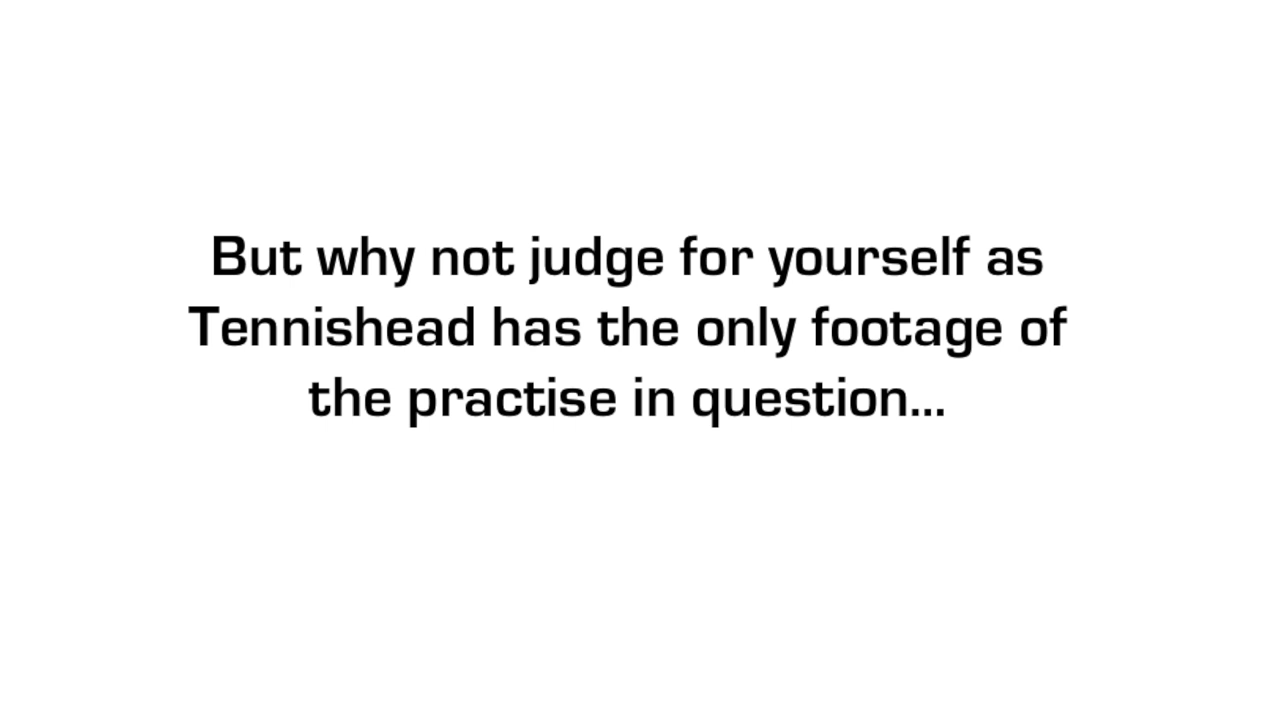 But why not judge for yourself as
Tennishead has the only footage of
the practise in question...